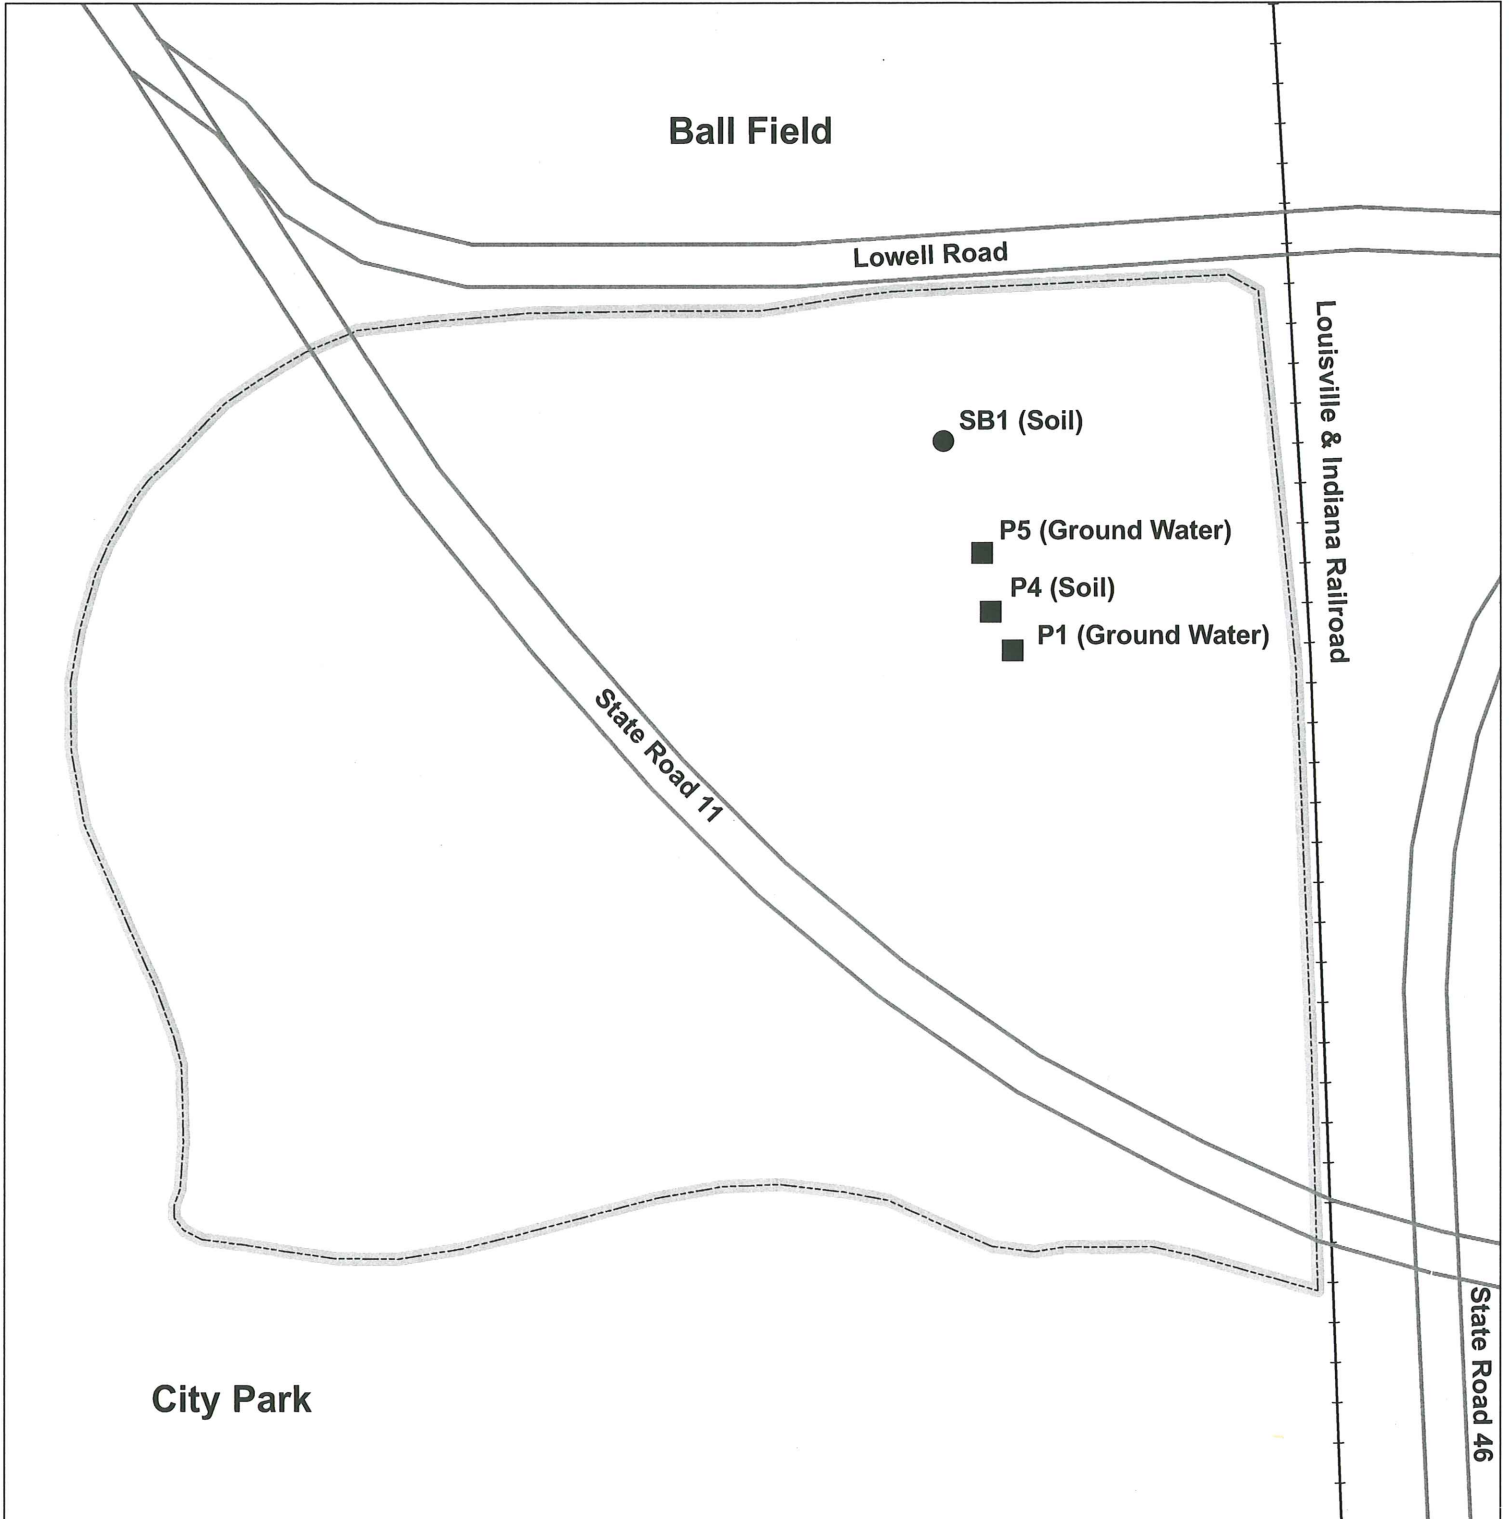 Ball Field
Lowell Road
Louisville & Indiana Railroad
SB1 (Soil)
P5 (Ground Water)
P4 (Soil)
P1 (Ground Water)
State Road 11
State Road 46
City Park